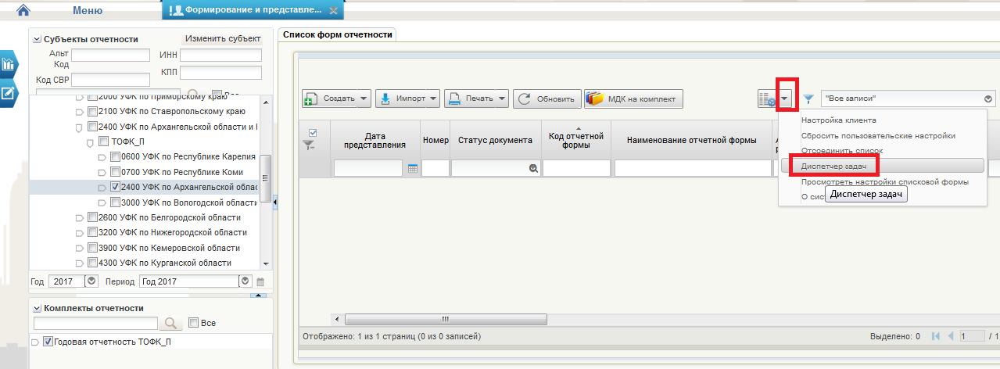 Меню
Формирование и представле...
Субъекты отчетности
Изменить субъект
Альт Код
ИНН
КПП
Код СВР
Все
2000 УФК по Приморскому краю
2100 УФК по Ставропольскому краю
2400 УФК по Архангельской области и
ТОФК_П
0600 УФК по Республике Карелия
0700 УФК по Республике Коми
2400 УФК по Архангельской облас
3000 УФК по Вологодской области
2600 УФК по Белгородской области
3200 УФК по Нижегородской области
3900 УФК по Кемеровской области
4300 УФК по Курганской области
Год 2017 Период Год 2017
Комплекты отчетности
Все
Годовая отчетность ТОФК_П
Список форм отчетности
Создать Импорт Печать Обновить МДК на комплект "Все записи"
Дата представления
Номер
Статус документа
Код отчетной формы
Наименование отчетной формы
Настройка клиента
Сбросить пользовательские настройки
Отсоединить список
Диспетчер задач
Просмотреть настройки списковой формы
О сист
Диспетчер задач
Отображено: 1 из 1 страниц (0 из 0 записей)
Выделено: 0
1 / 1